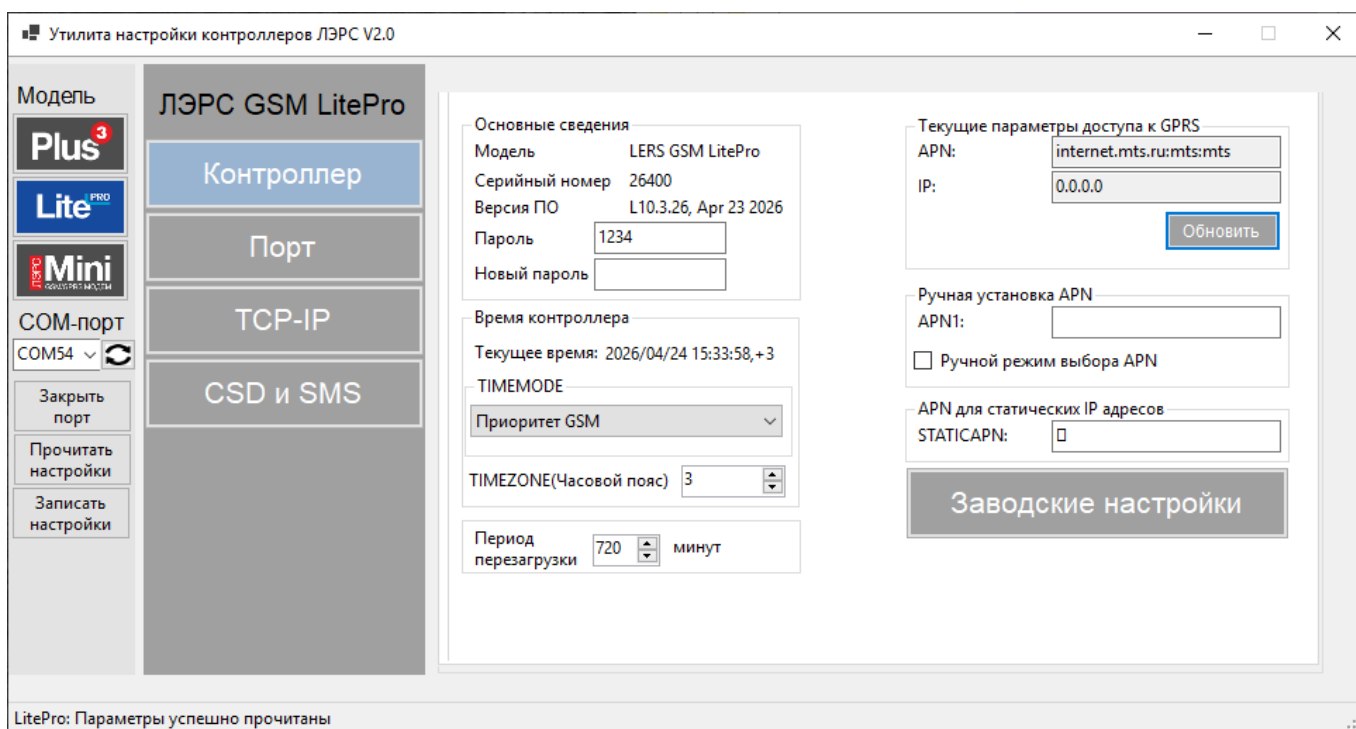 Утилита настройки контроллеров ЛЭРС V2.0
Модель
Plus3
Lite PRO
ЛЭРС Mini
GSM/GPRS МОДЕМ
COM-порт
COM54
Закрыть
порт
Прочитать
настройки
Записать
настройки
ЛЭРС GSM LitePro
Контроллер
Порт
TCP-IP
CSD и SMS
Основные сведения
Модель LERS GSM LitePro
Серийный номер 26400
Версия ПО L10.3.26, Apr 23 2026
Пароль 1234
Новый пароль
Время контроллера
Текущее время: 2026/04/24 15:33:58,+3
TIMEMODE
Приоритет GSM
TIMEZONE(Часовой пояс) 3
Период
перезагрузки 720 минут
Текущие параметры доступа к GPRS
APN: internet.mts.ru:mts:mts
IP: 0.0.0.0
Обновить
Ручная установка APN
APN1:
Ручной режим выбора APN
APN для статических IP адресов
STATICAPN:
Заводские настройки
LitePro: Параметры успешно прочитаны